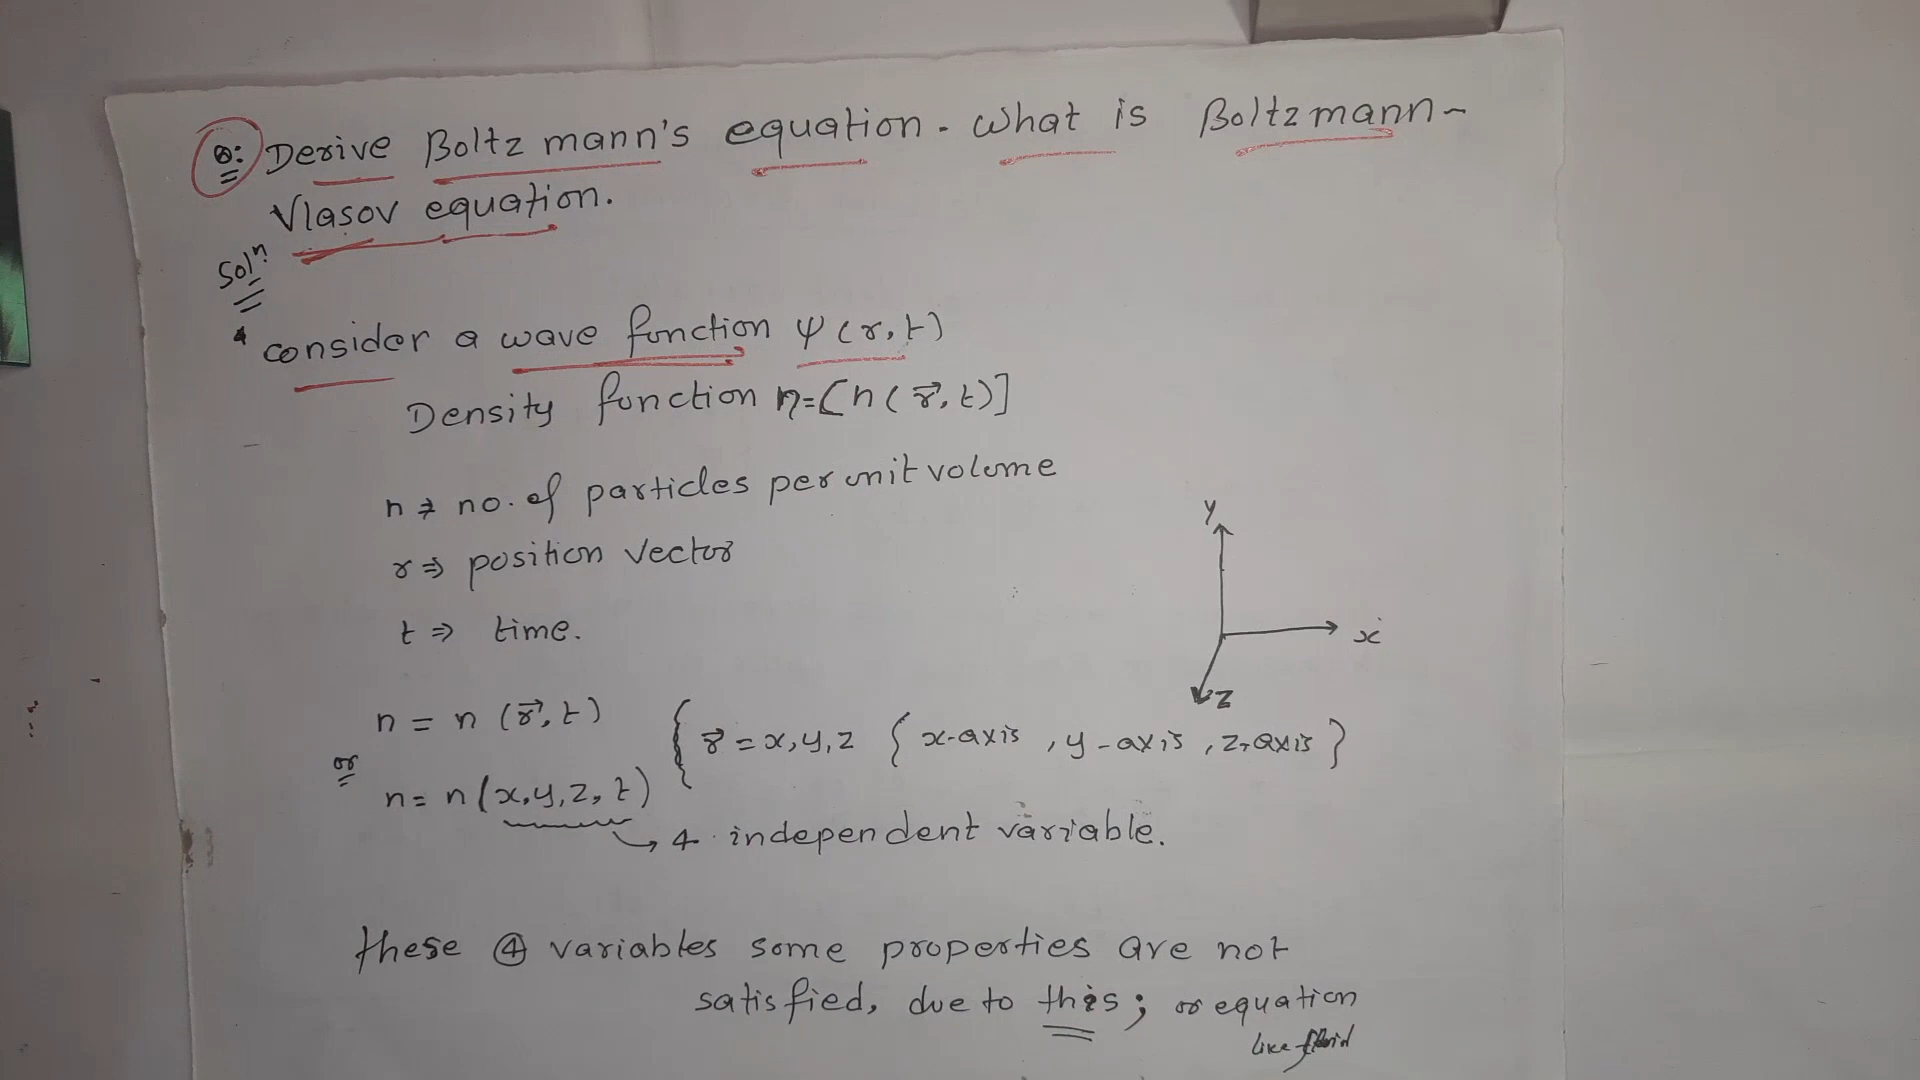 Q: Derive Boltzmann's equation. What is Boltzmann-
Vlasov equation.
Solⁿ
* consider a wave function ψ(r,t)
Density function n=[n(r⃗,t)]
n ⇒ no. of particles per unit volume
r ⇒ position vector
t ⇒ time.
y
x
z
n = n (r⃗, t)
{ r⃗ = x, y, z { x-axis, y-axis, z-axis }
or
n = n(x, y, z, t)
↳ 4 independent variable.
these ④ variables some properties are not
satisfied, due to this; or equation
like fluid